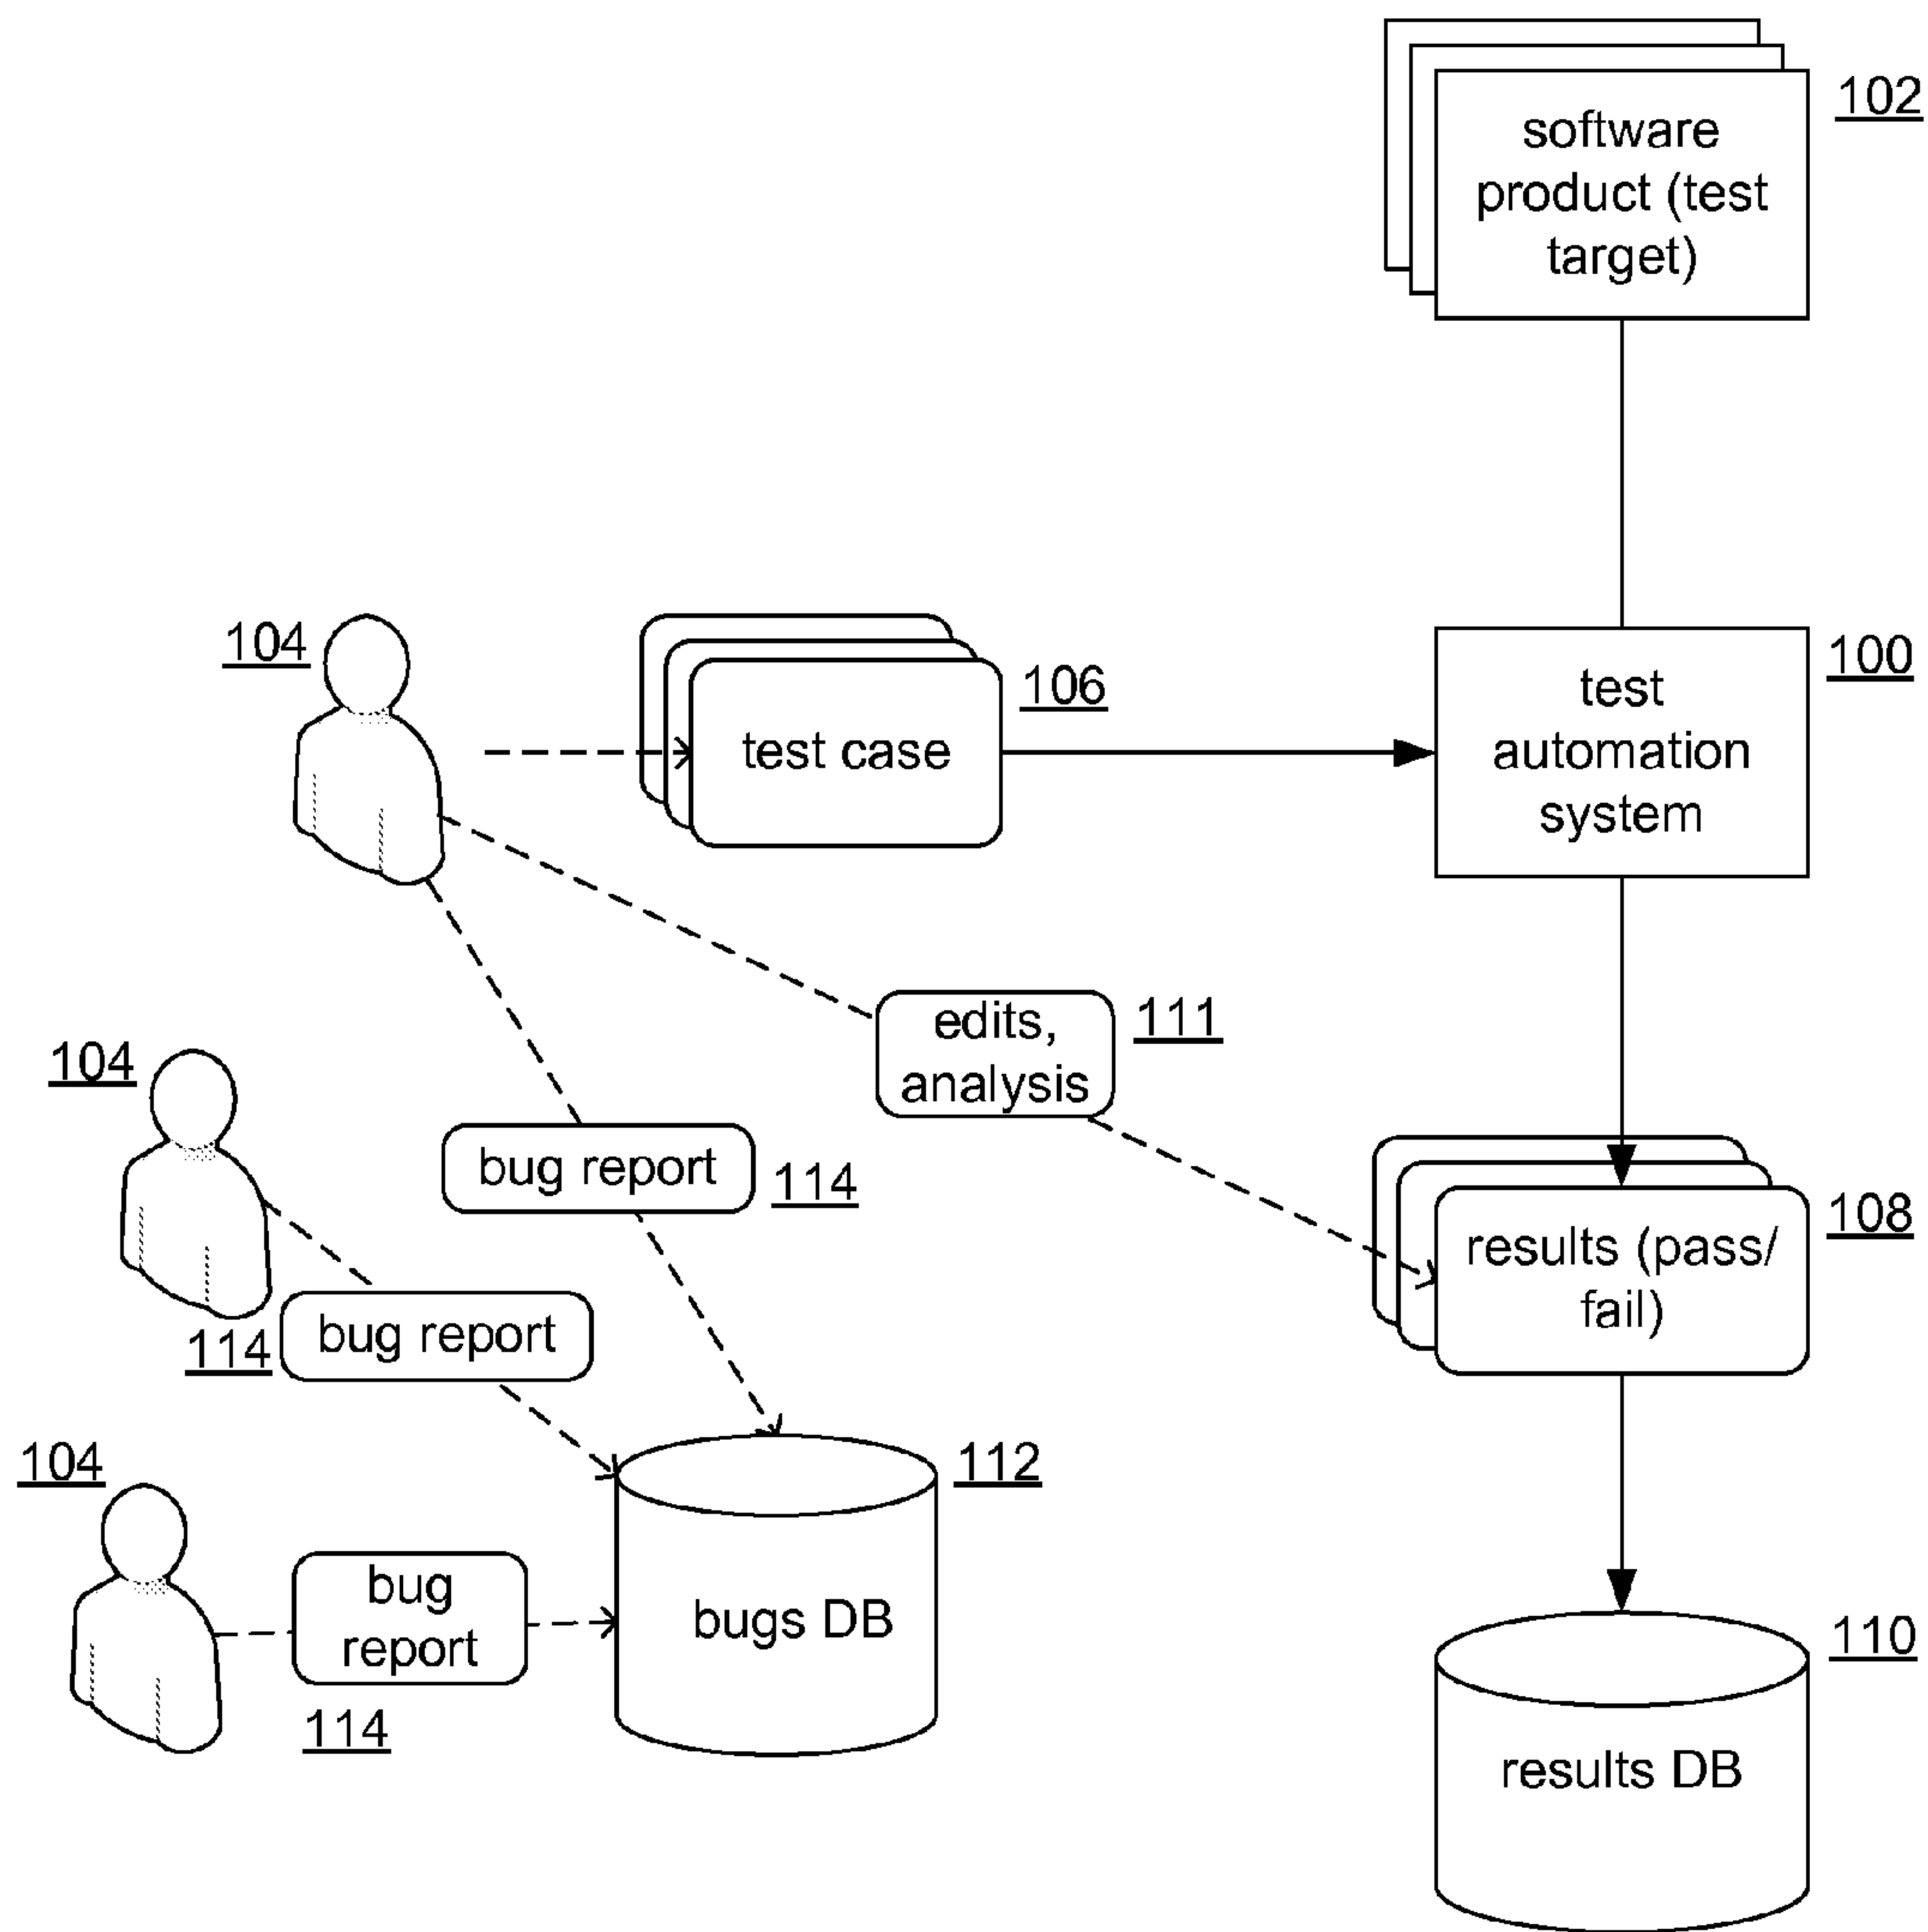 102
software
product (test
target)
104
106
test case
100
test
automation
system
111
edits,
analysis
104
bug report
114
108
results (pass/
fail)
114
bug report
104
112
bugs DB
bug
report
114
110
results DB